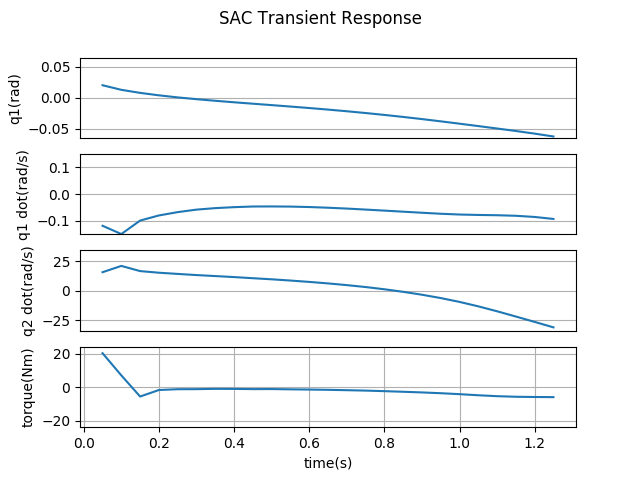 SAC Transient Response
q1(rad)
0.05
0.00
−0.05
q1 dot(rad/s)
0.1
0.0
−0.1
q2 dot(rad/s)
25
0
−25
torque(Nm)
20
0
−20
0.0 0.2 0.4 0.6 0.8 1.0 1.2
time(s)